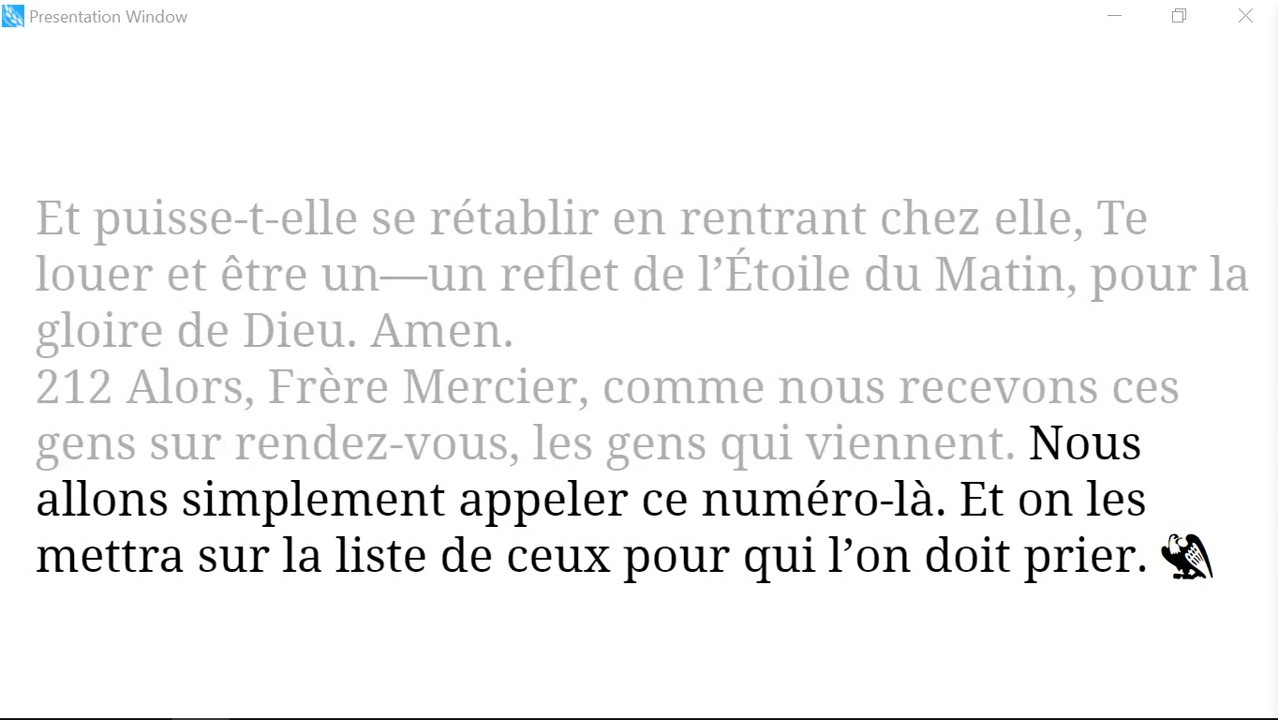 Presentation Window
Et puisse-t-elle se rétablir en rentrant chez elle, Te
louer et être un—un reflet de l’Étoile du Matin, pour la
gloire de Dieu. Amen.
212 Alors, Frère Mercier, comme nous recevons ces
gens sur rendez-vous, les gens qui viennent. Nous
allons simplement appeler ce numéro-là. Et on les
mettra sur la liste de ceux pour qui l’on doit prier.